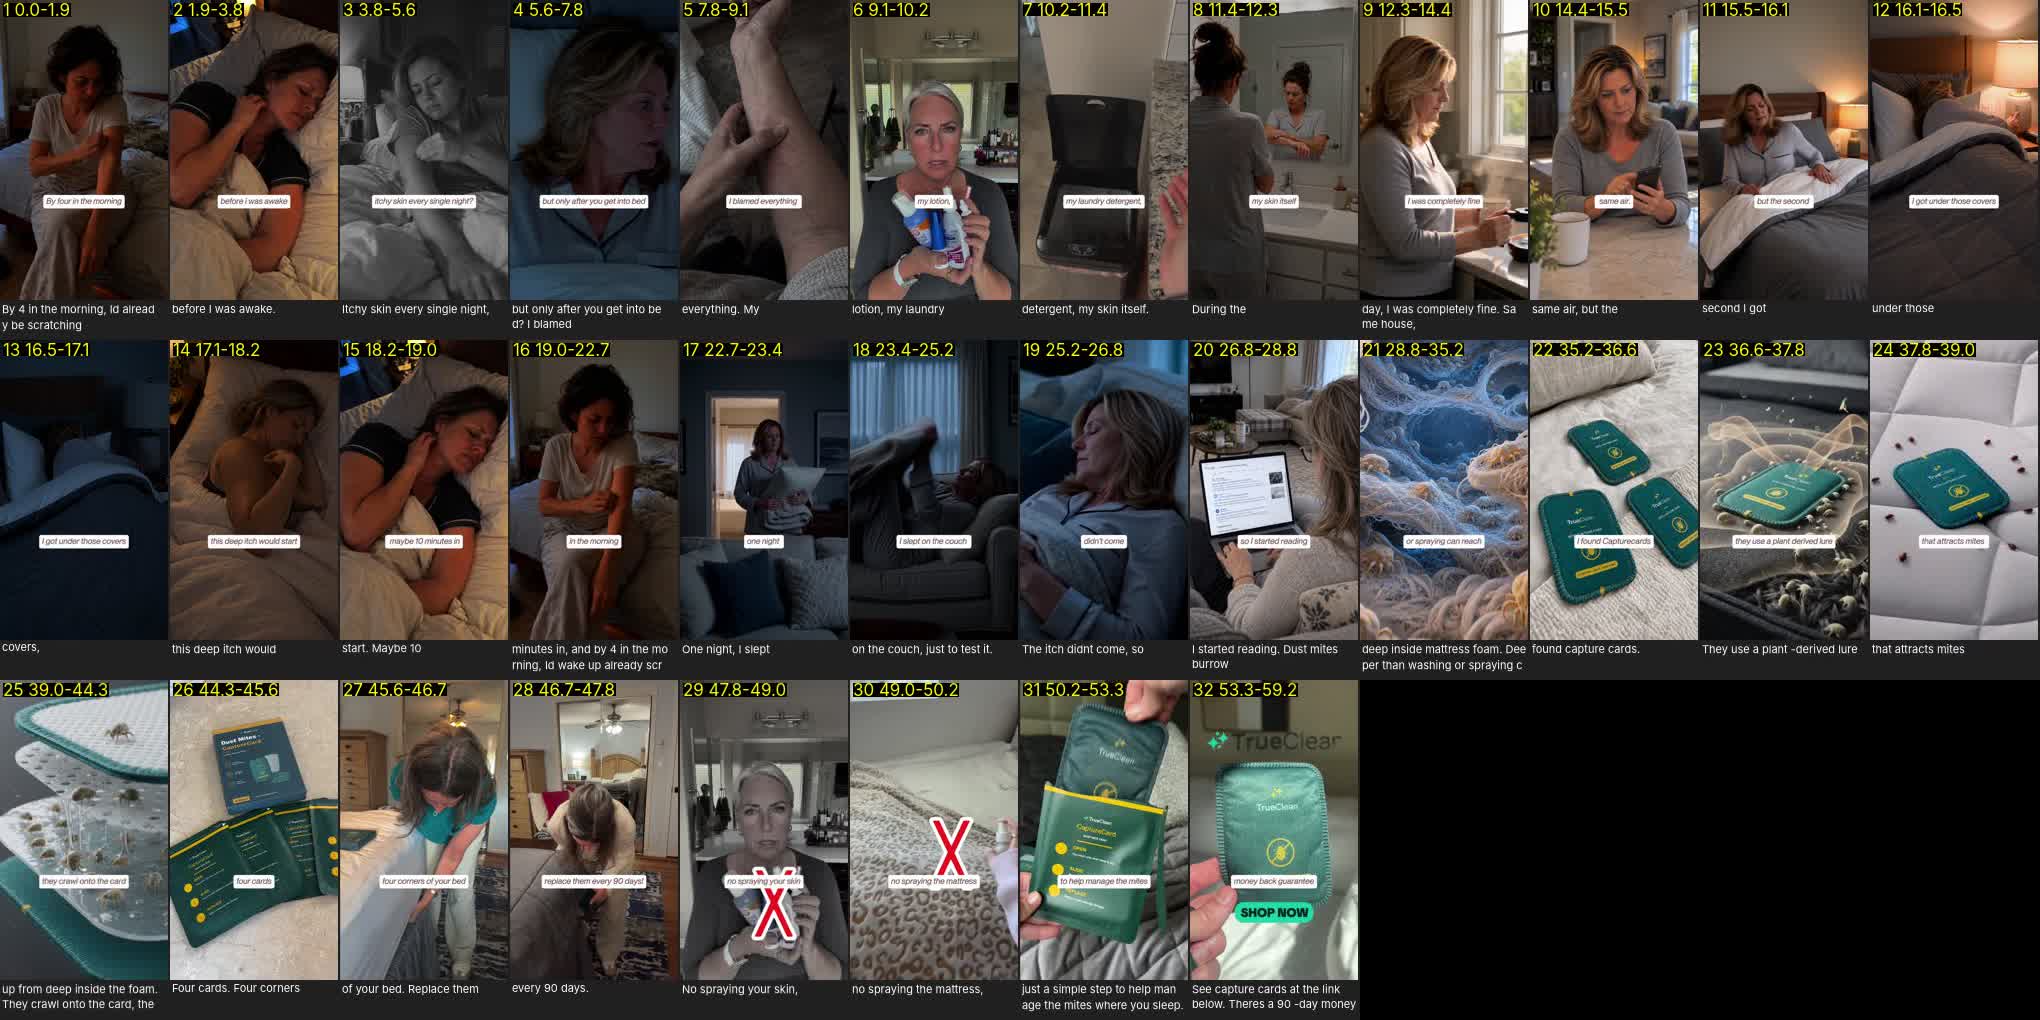 1 0.0-1.9
By four in the morning
By 4 in the morning, Id alread
y be scratching
2 1.9-3.8
before i was awake
before I was awake.
3 3.8-5.6
itchy skin every single night?
Itchy skin every single night,
4 5.6-7.8
but only after you get into bed
but only after you get into be
d? I blamed
5 7.8-9.1
I blamed everything
everything. My
6 9.1-10.2
my lotion,
lotion, my laundry
7 10.2-11.4
my laundry detergent,
detergent, my skin itself.
8 11.4-12.3
my skin itself
During the
9 12.3-14.4
I was completely fine
day, I was completely fine. Sa
me house,
10 14.4-15.5
same air.
same air, but the
11 15.5-16.1
but the second
second I got
12 16.1-16.5
I got under those covers
under those
13 16.5-17.1
I got under those covers
covers,
14 17.1-18.2
this deep itch would start
this deep itch would
15 18.2-19.0
maybe 10 minutes in
start. Maybe 10
16 19.0-22.7
in the morning
minutes in, and by 4 in the mo
rning, Id wake up already scr
17 22.7-23.4
one night
One night, I slept
18 23.4-25.2
I slept on the couch
on the couch, just to test it.
19 25.2-26.8
didn't come
The itch didnt come, so
20 26.8-28.8
so I started reading
I started reading. Dust mites
burrow
21 28.8-35.2
or spraying can reach
deep inside mattress foam. Dee
per than washing or spraying c
22 35.2-36.6
I found Capturecards
found capture cards.
23 36.6-37.8
they use a plant derived lure
They use a plant -derived lure
24 37.8-39.0
that attracts mites
that attracts mites
25 39.0-44.3
they crawl onto the card
up from deep inside the foam.
They crawl onto the card, the
26 44.3-45.6
Dust Mites -
CaptureCard
four cards
Four cards. Four corners
27 45.6-46.7
four corners of your bed
of your bed. Replace them
28 46.7-47.8
replace them every 90 days!
every 90 days.
29 47.8-49.0
no spraying your skin
X
No spraying your skin,
30 49.0-50.2
X
no spraying the mattress
no spraying the mattress,
31 50.2-53.3
TrueClean
TrueClean
CaptureCard
OPEN
to help manage the mites
just a simple step to help man
age the mites where you sleep.
32 53.3-59.2
TrueClean
TrueClean
money back guarantee
SHOP NOW
See capture cards at the link
below. Theres a 90 -day money